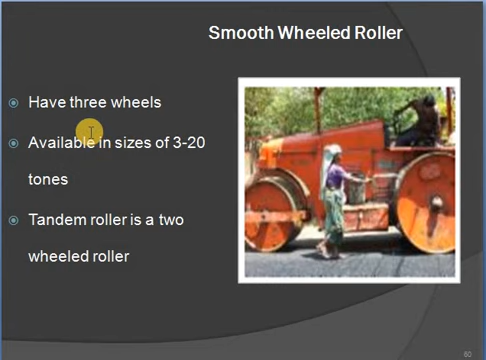 Smooth Wheeled Roller
Have three wheels
Available in sizes of 3-20
tones
Tandem roller is a two
wheeled roller
60